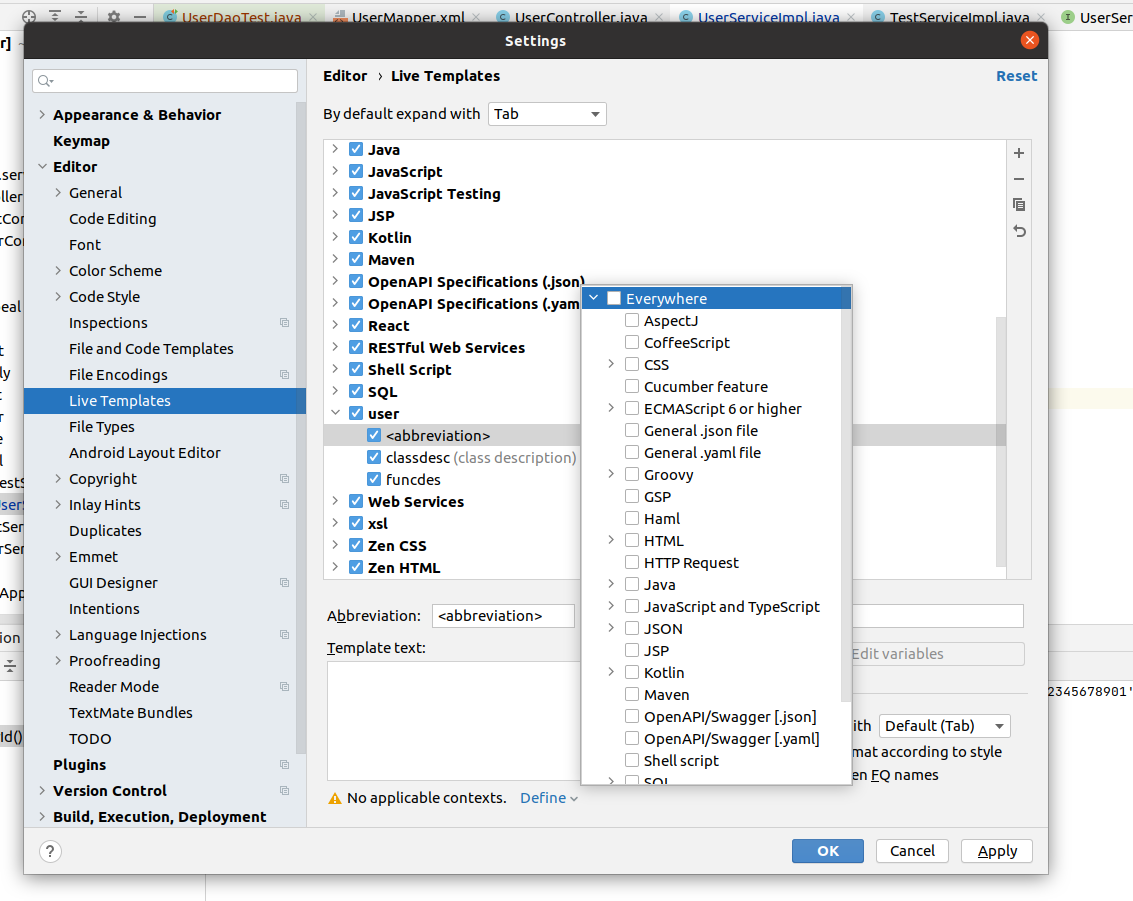 UserDaoTest.java
UserMapper.xml
UserController.java
UserServiceImpl.java
TestServiceImpl.java
UserSer
Settings
Editor › Live Templates
Reset
By default expand with
Tab
Appearance & Behavior
Keymap
Editor
General
Code Editing
Font
Color Scheme
Code Style
Inspections
File and Code Templates
File Encodings
Live Templates
File Types
Android Layout Editor
Copyright
Inlay Hints
Duplicates
Emmet
GUI Designer
Intentions
Language Injections
Proofreading
Reader Mode
TextMate Bundles
TODO
Plugins
Version Control
Build, Execution, Deployment
Java
JavaScript
JavaScript Testing
JSP
Kotlin
Maven
OpenAPI Specifications (.json)
OpenAPI Specifications (.yam
React
RESTful Web Services
Shell Script
SQL
user
<abbreviation>
classdesc (class description)
funcdes
Web Services
xsl
Zen CSS
Zen HTML
Everywhere
AspectJ
CoffeeScript
CSS
Cucumber feature
ECMAScript 6 or higher
General .json file
General .yaml file
Groovy
GSP
Haml
HTML
HTTP Request
Java
JavaScript and TypeScript
JSON
JSP
Kotlin
Maven
OpenAPI/Swagger [.json]
OpenAPI/Swagger [.yaml]
Shell script
SQL
Abbreviation:
<abbreviation>
Template text:
Edit variables
ith
Default (Tab)
mat according to style
en FQ names
No applicable contexts.
Define
?
OK
Cancel
Apply
2345678901'
Id()